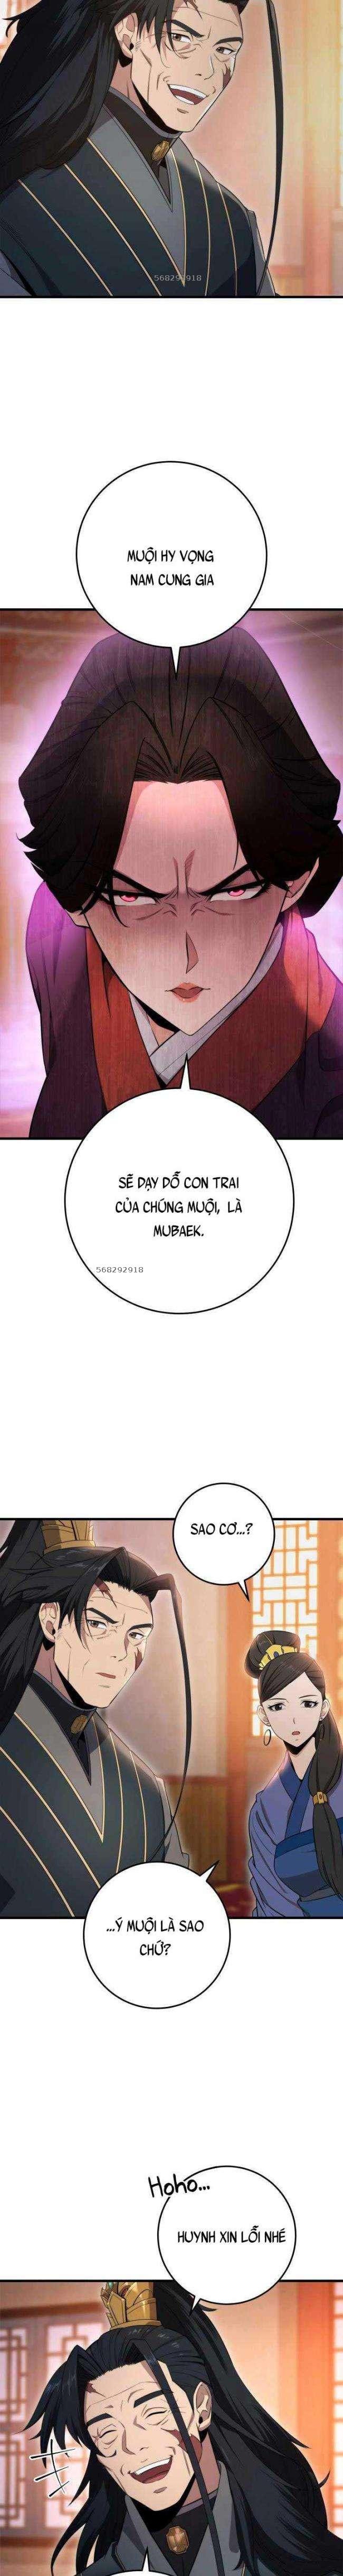 568292918
MUỘI HY VỌNG
NAM CUNG GIA
SẼ DẠY DỖ CON TRAI
CỦA CHÚNG MUỘI, LÀ
MUBAEK.
568292918
SAO CƠ...?
...Ý MUỘI LÀ SAO
CHỨ?
Hoho...
HUYNH XIN LỖI NHÉ